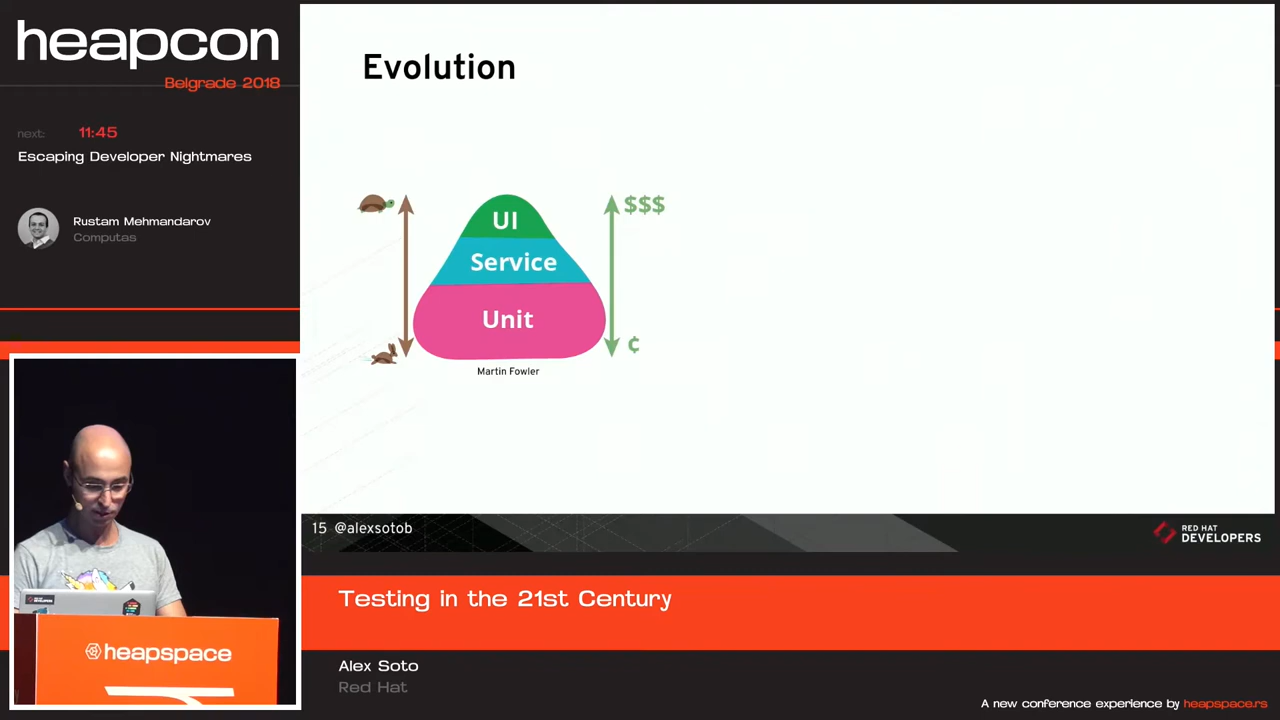 heapcon
Belgrade 2018
next: 11:45
Escaping Developer Nightmares
Rustam Mehmandarov
Computas
Evolution
$$$
UI
Service
Unit
¢
Martin Fowler
15 @alexsotob
RED HAT
DEVELOPERS
heapspace
Testing in the 21st Century
Alex Soto
Red Hat
A new conference experience by heapspace.rs